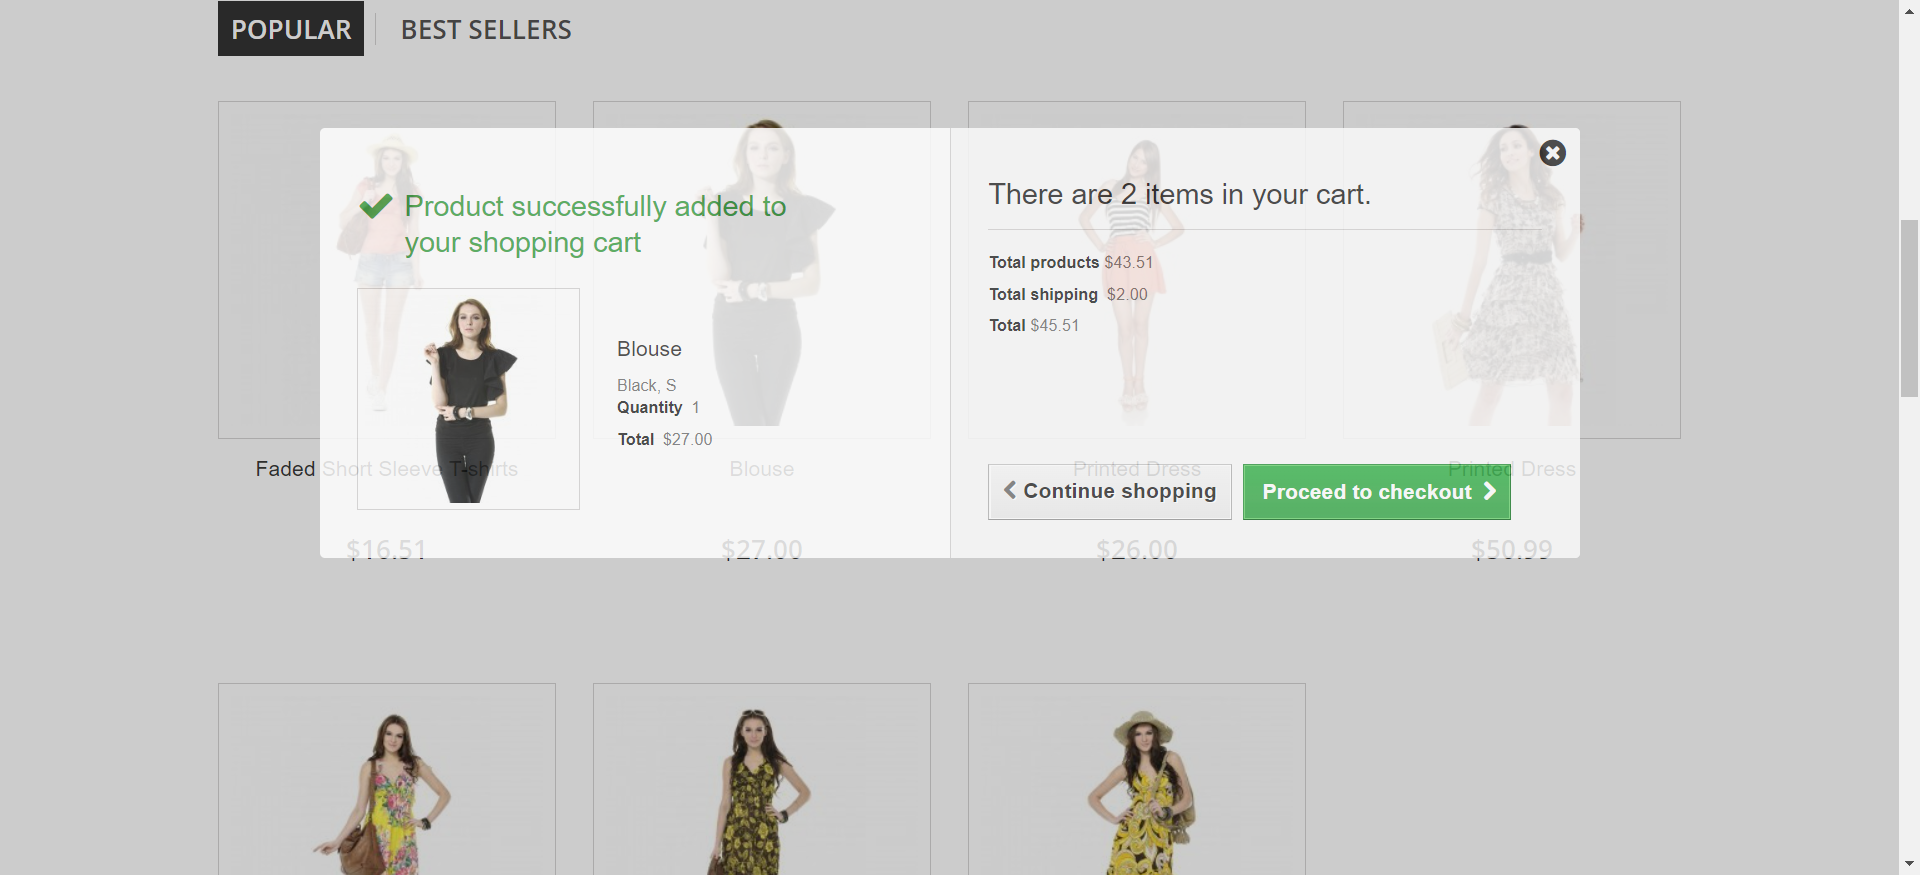 POPULAR
BEST SELLERS
Product successfully added to
your shopping cart
Blouse
Black, S
Quantity 1
Total $27.00
There are 2 items in your cart.
Total products $43.51
Total shipping $2.00
Total $45.51
Continue shopping
Proceed to checkout
Faded Short Sleeve T-shirts
Blouse
Printed Dress
Printed Dress
$16.51
$27.00
$26.00
$50.99